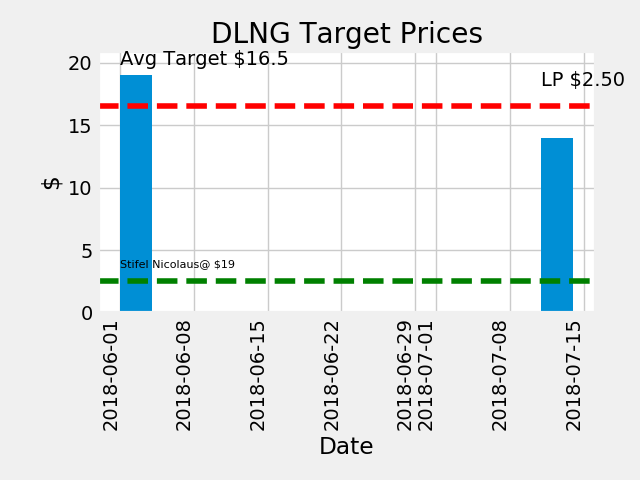 DLNG Target Prices
Avg Target $16.5
LP $2.50
20
15
10
5
0
$
Stifel Nicolaus@ $19
2018-06-01
2018-06-08
2018-06-15
2018-06-22
2018-06-29
2018-07-01
2018-07-08
2018-07-15
Date